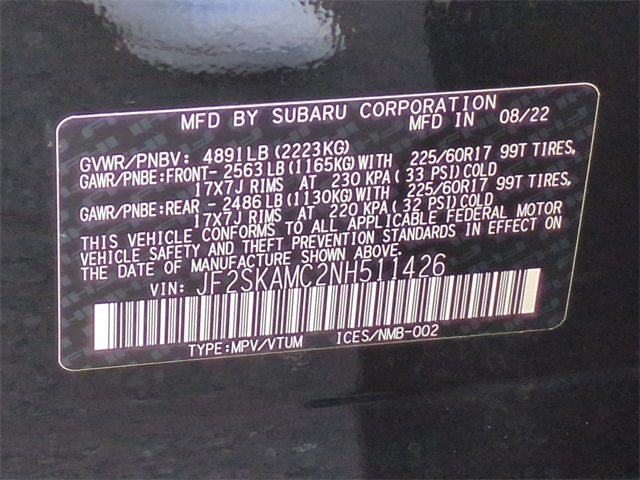 MFD BY SUBARU CORPORATION
MFD IN 08/22
GVWR/PNBV: 4891LB (2223KG)
GAWR/PNBE:FRONT- 2563LB (1165KG)WITH 225/60R17 99T TIRES,
17X7J RIMS AT 230 KPA ( 33 PSI) COLD
GAWR/PNBE:REAR - 2486LB (1130KG)WITH 225/60R17 99T TIRES,
17X7J RIMS AT 220 KPA ( 32 PSI) COLD
THIS VEHICLE CONFORMS TO ALL APPLICABLE FEDERAL MOTOR
VEHICLE SAFETY AND THEFT PREVENTION STANDARDS IN EFFECT ON
THE DATE OF MANUFACTURE SHOWN ABOVE.
VIN: JF2SKAMC2NH511426
TYPE:MPV/VTUM ICES/NMB-002